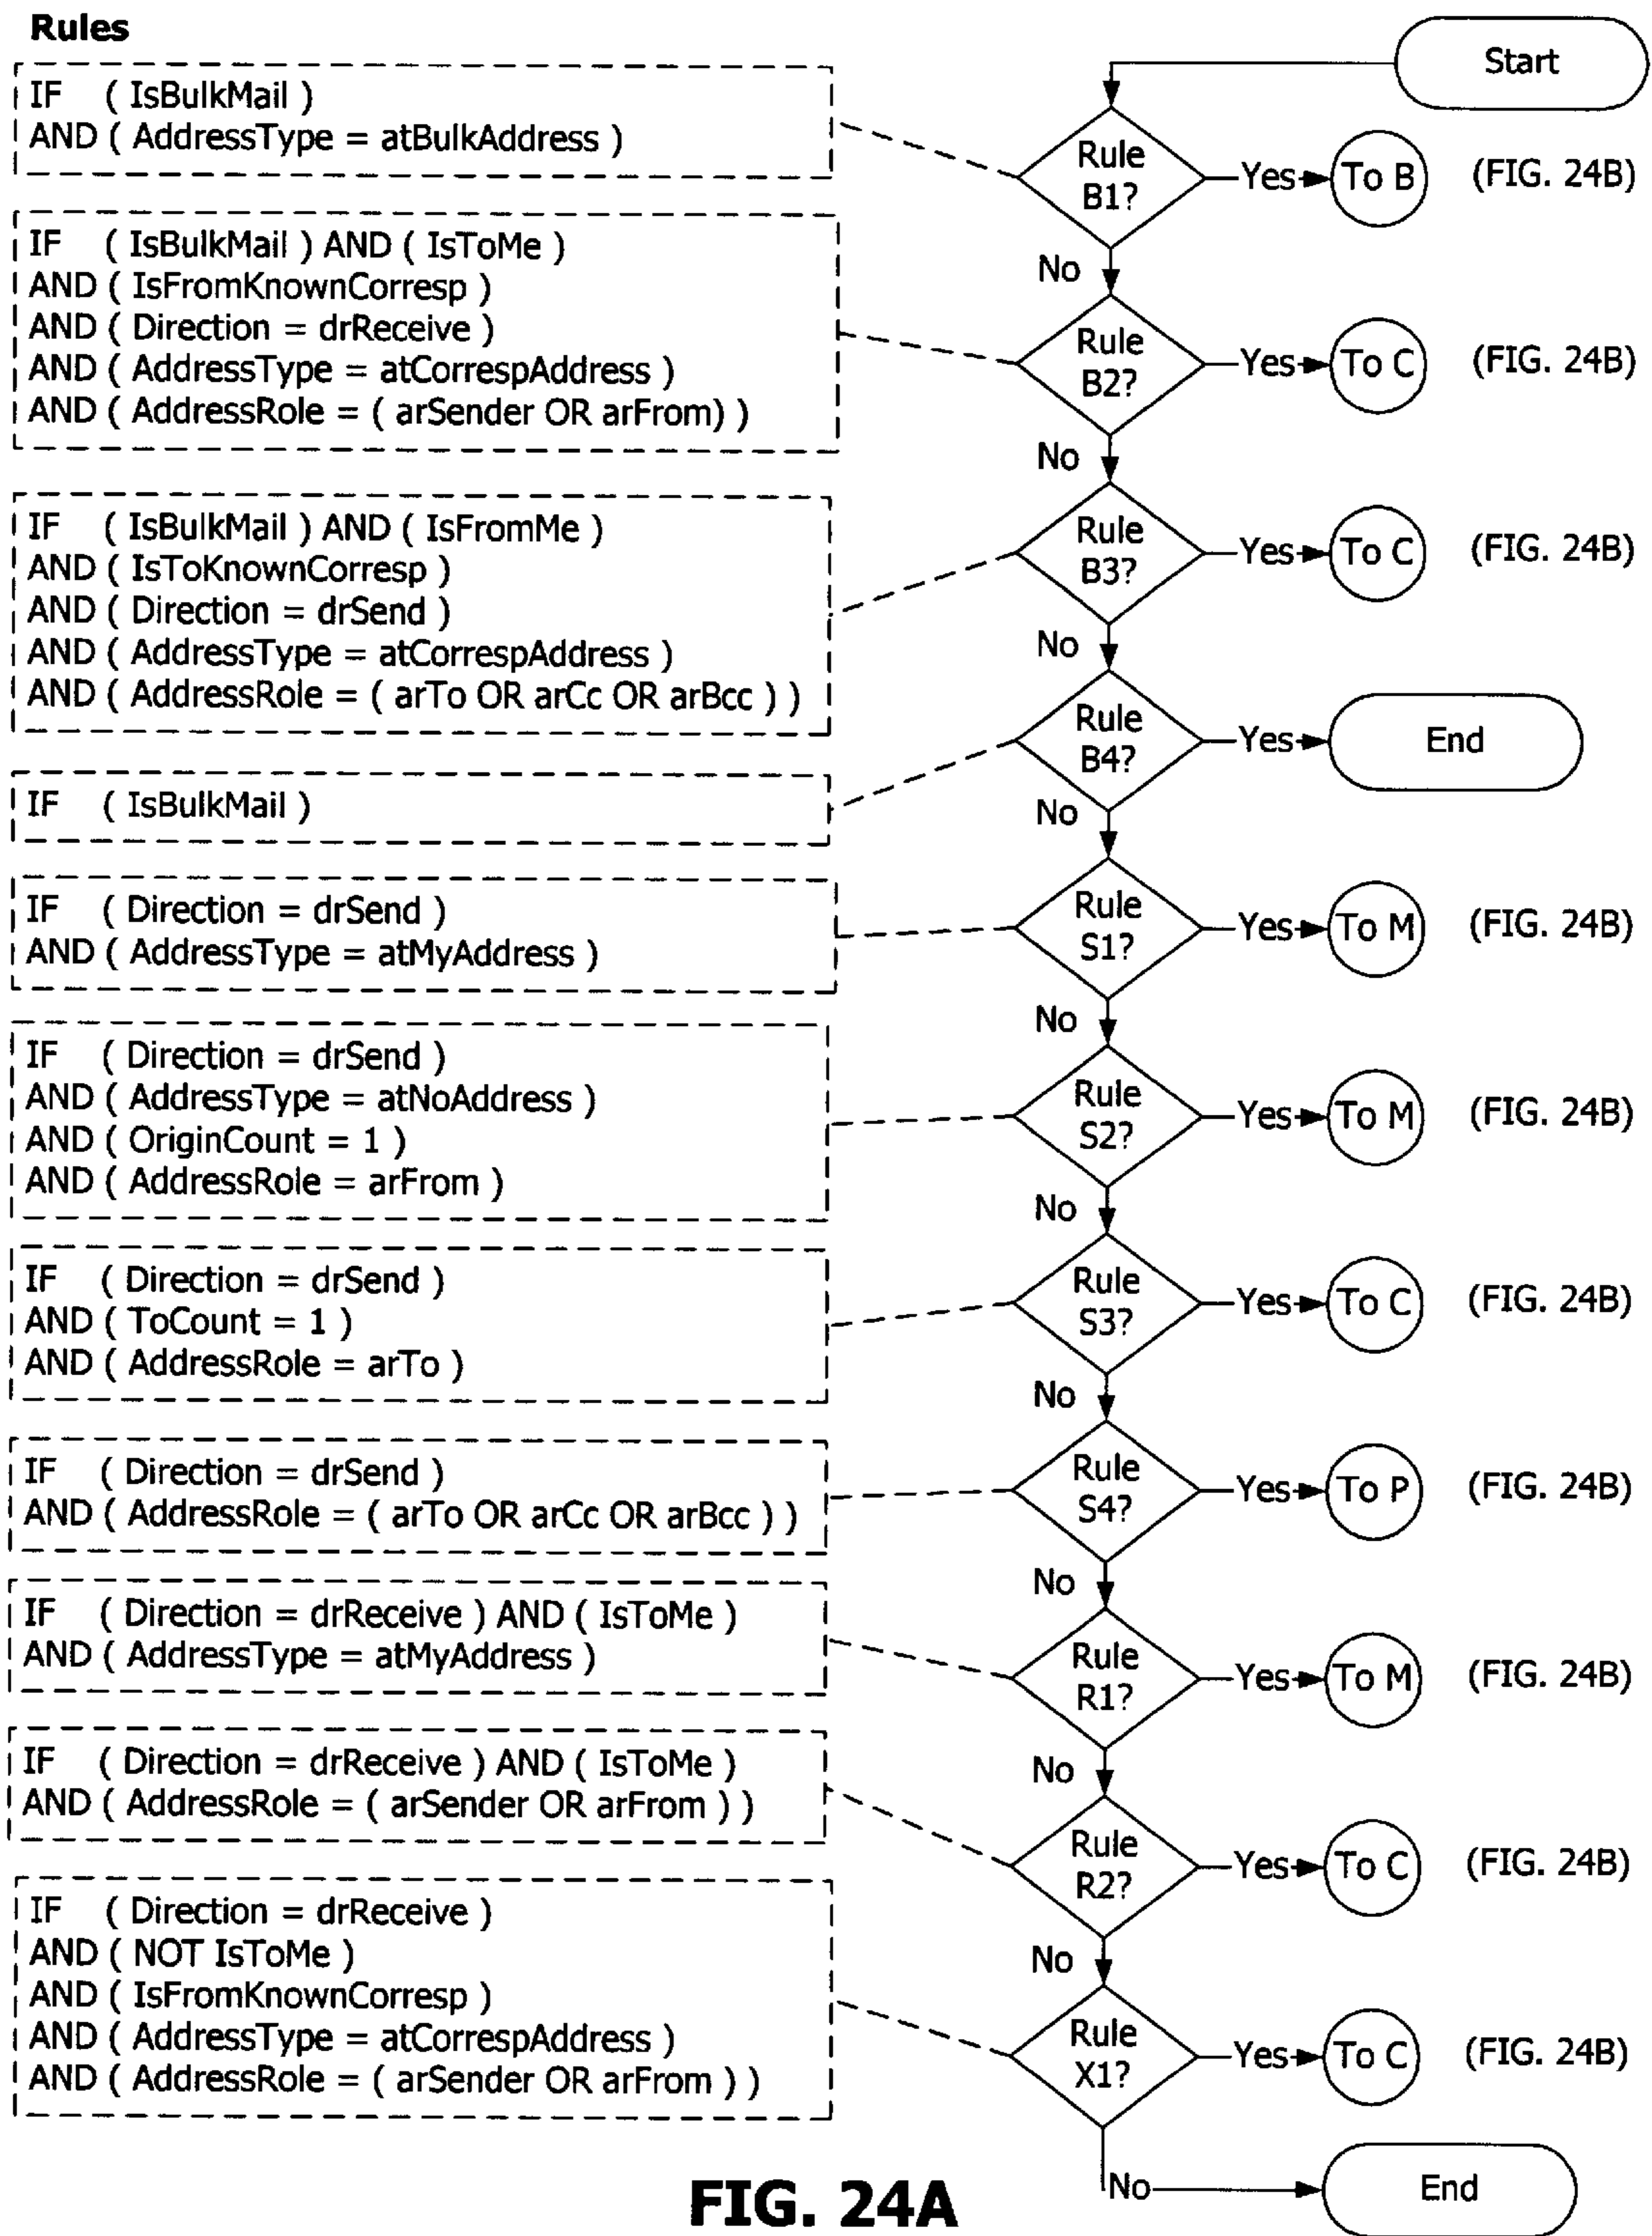 Rules
Start
IF ( IsBulkMail )
AND ( AddressType = atBulkAddress )
Rule
B1?
Yes
To B
(FIG. 24B)
No
IF ( IsBulkMail ) AND ( IsToMe )
AND ( IsFromKnownCorresp )
AND ( Direction = drReceive )
AND ( AddressType = atCorrespAddress )
AND ( AddressRole = ( arSender OR arFrom) )
Rule
B2?
Yes
To C
(FIG. 24B)
No
IF ( IsBulkMail ) AND ( IsFromMe )
AND ( IsToKnownCorresp )
AND ( Direction = drSend )
AND ( AddressType = atCorrespAddress )
AND ( AddressRole = ( arTo OR arCc OR arBcc ) )
Rule
B3?
Yes
To C
(FIG. 24B)
No
IF ( IsBulkMail )
Rule
B4?
Yes
End
No
IF ( Direction = drSend )
AND ( AddressType = atMyAddress )
Rule
S1?
Yes
To M
(FIG. 24B)
No
IF ( Direction = drSend )
AND ( AddressType = atNoAddress )
AND ( OriginCount = 1 )
AND ( AddressRole = arFrom )
Rule
S2?
Yes
To M
(FIG. 24B)
No
IF ( Direction = drSend )
AND ( ToCount = 1 )
AND ( AddressRole = arTo )
Rule
S3?
Yes
To C
(FIG. 24B)
No
IF ( Direction = drSend )
AND ( AddressRole = ( arTo OR arCc OR arBcc ) )
Rule
S4?
Yes
To P
(FIG. 24B)
No
IF ( Direction = drReceive ) AND ( IsToMe )
AND ( AddressType = atMyAddress )
Rule
R1?
Yes
To M
(FIG. 24B)
No
IF ( Direction = drReceive ) AND ( IsToMe )
AND ( AddressRole = ( arSender OR arFrom ) )
Rule
R2?
Yes
To C
(FIG. 24B)
No
IF ( Direction = drReceive )
AND ( NOT IsToMe )
AND ( IsFromKnownCorresp )
AND ( AddressType = atCorrespAddress )
AND ( AddressRole = ( arSender OR arFrom ) )
Rule
X1?
Yes
To C
(FIG. 24B)
No
End
FIG. 24A